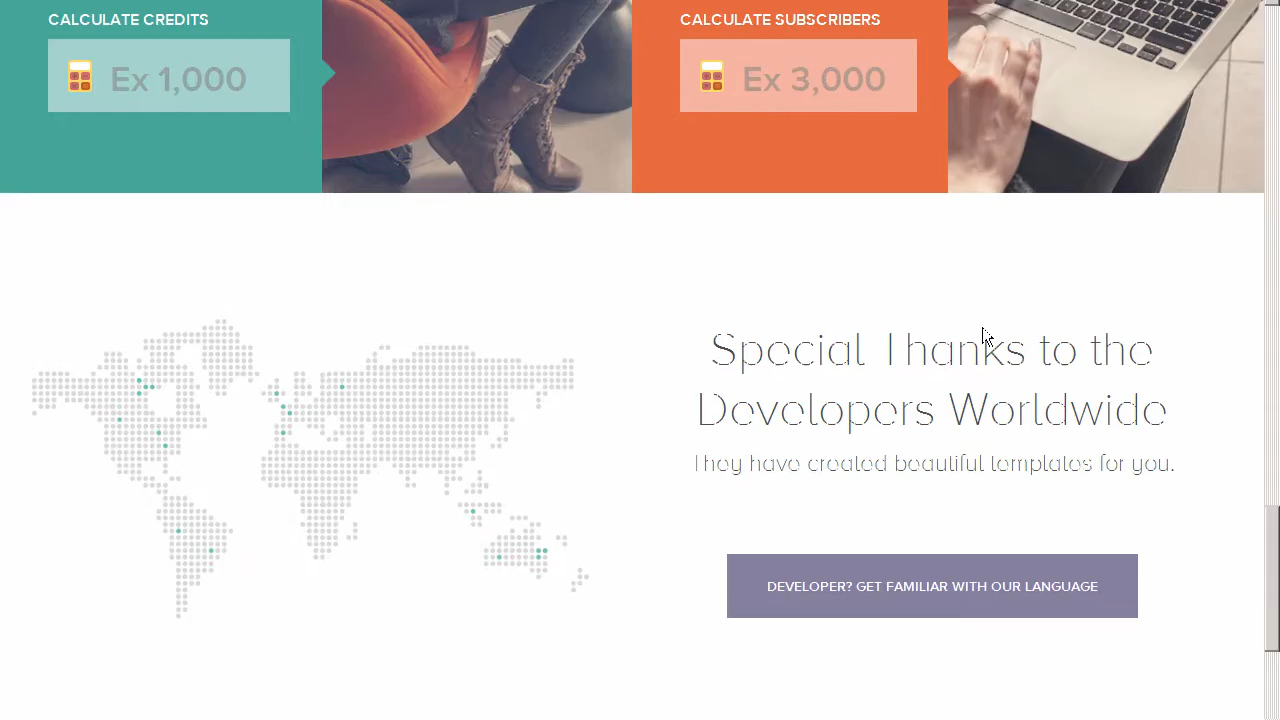 CALCULATE CREDITS
Ex 1,000
CALCULATE SUBSCRIBERS
Ex 3,000
Special Thanks to the
Developers Worldwide
They have created beautiful templates for you.
DEVELOPER? GET FAMILIAR WITH OUR LANGUAGE